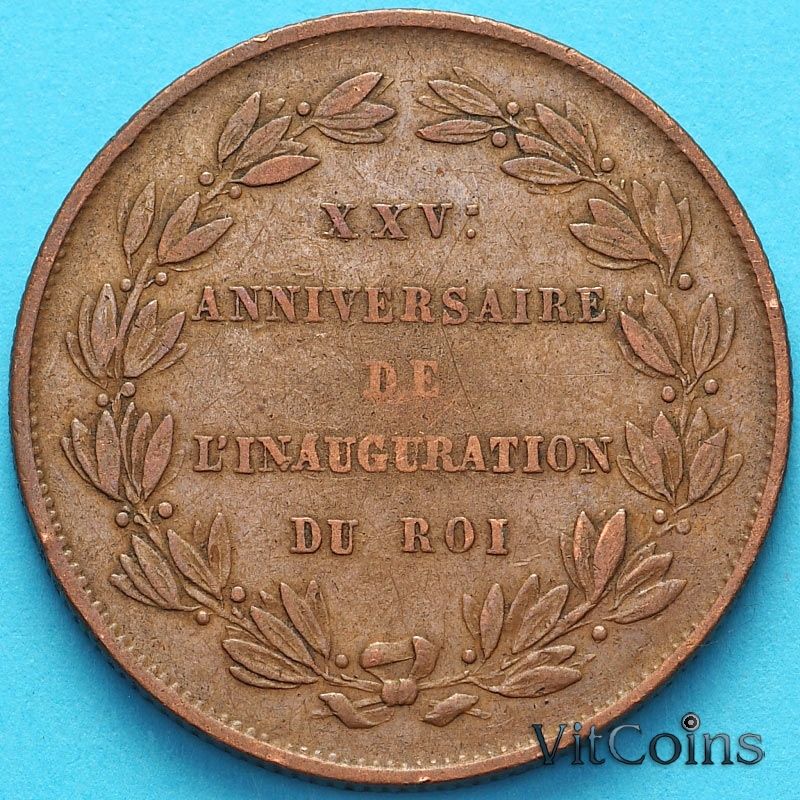 XXV:
ANNIVERSAIRE
DE
L'INAUGURATION
DU ROI
VitCoins